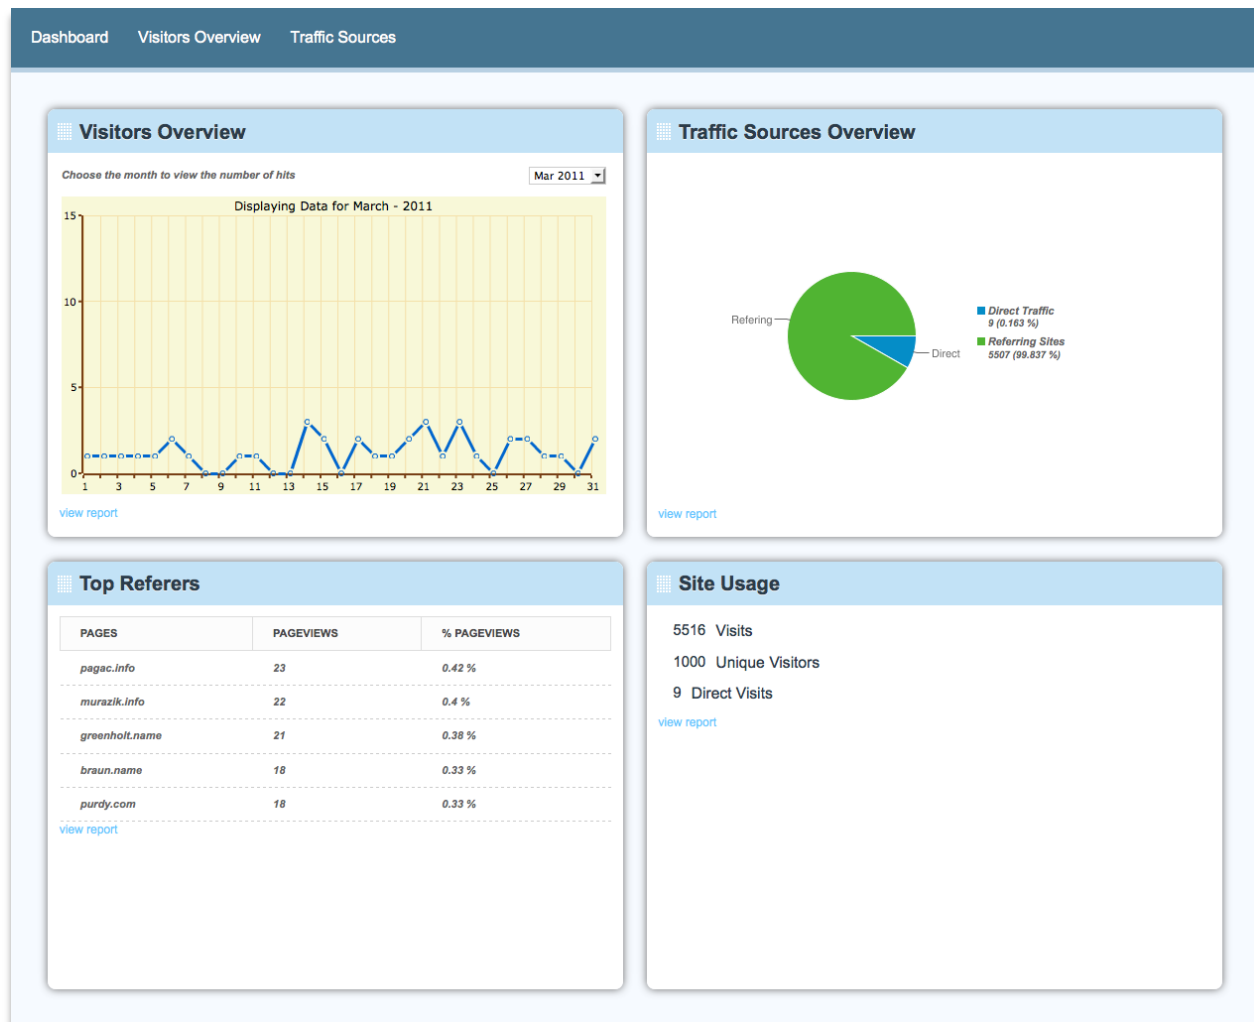 Dashboard Visitors Overview Traffic Sources
Visitors Overview
Choose the month to view the number of hits Mar 2011
Displaying Data for March - 2011
15
10
5
0
1 3 5 7 9 11 13 15 17 19 21 23 25 27 29 31
view report
Traffic Sources Overview
Refering
Direct
Direct Traffic
9 (0.163 %)
Referring Sites
5507 (99.837 %)
view report
Top Referers
PAGES PAGEVIEWS % PAGEVIEWS
pagac.info 23 0.42 %
murazik.info 22 0.4 %
greenholt.name 21 0.38 %
braun.name 18 0.33 %
purdy.com 18 0.33 %
view report
Site Usage
5516 Visits
1000 Unique Visitors
9 Direct Visits
view report